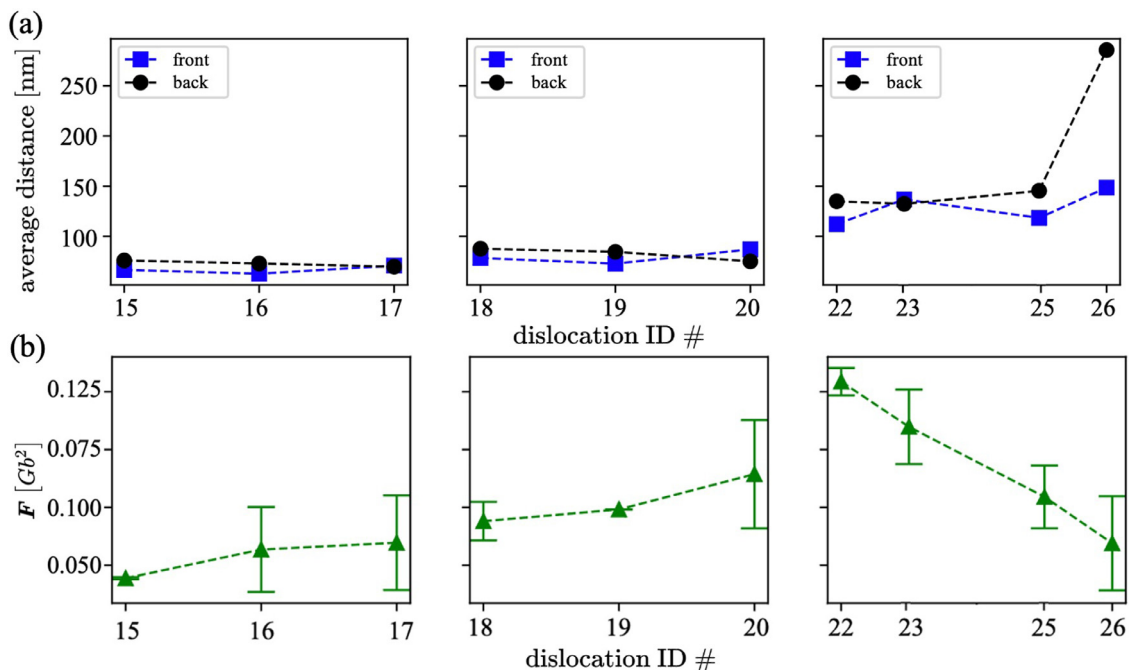 (a)
average distance [nm]
250
200
150
100
front
back
front
back
front
back
15 16 17
18 19 20
22 23 25 26
dislocation ID #
(b)
F [Gb²]
0.125
0.075
0.100
0.050
15 16 17
18 19 20
22 23 25 26
dislocation ID #